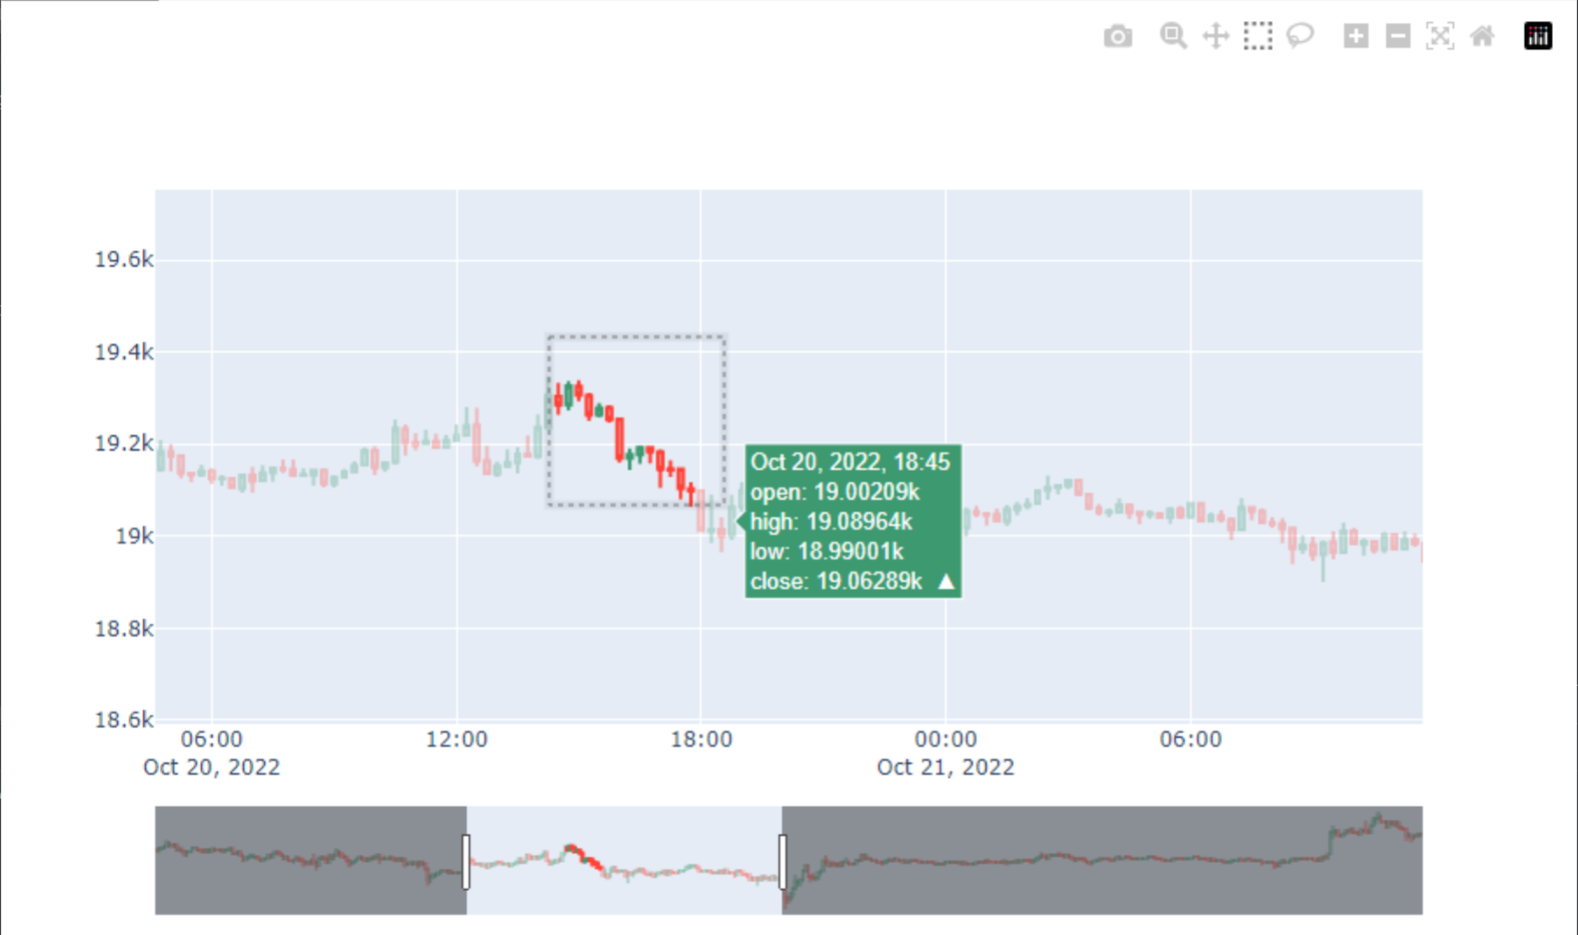 19.6k
19.4k
19.2k
19k
18.8k
18.6k
Oct 20, 2022, 18:45
open: 19.00209k
high: 19.08964k
low: 18.99001k
close: 19.06289k ▲
06:00 12:00 18:00 00:00 06:00
Oct 20, 2022 Oct 21, 2022